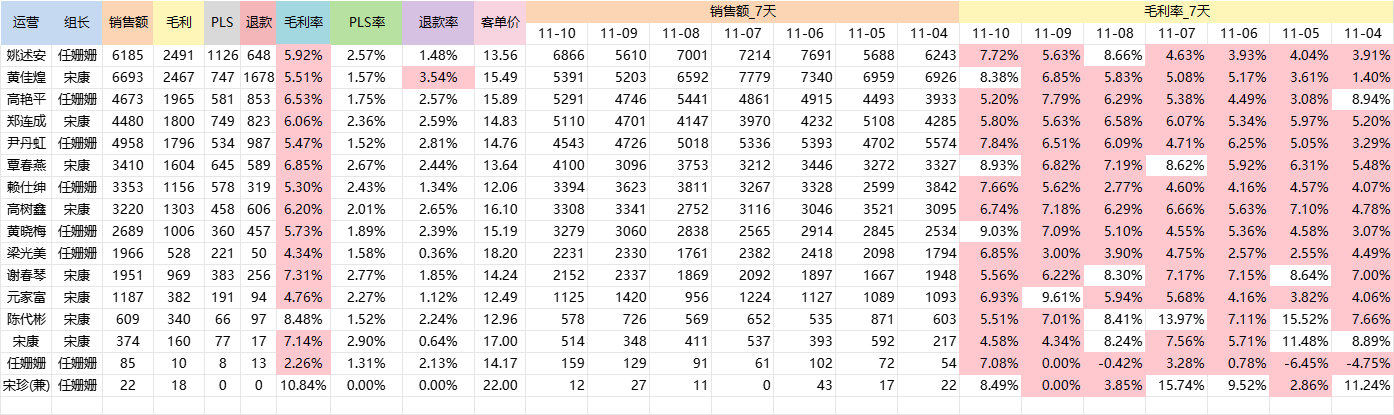 运营 组长 销售额 毛利 PLS 退款 毛利率 PLS率 退款率 客单价 销售额_7天 毛利率_7天
11-10 11-09 11-08 11-07 11-06 11-05 11-04 11-10 11-09 11-08 11-07 11-06 11-05 11-04
姚述安 任姗姗 6185 2491 1126 648 5.92% 2.57% 1.48% 13.56 6866 5610 7001 7214 7691 5688 6243 7.72% 5.63% 8.66% 4.63% 3.93% 4.04% 3.91%
黄佳煌 宋康 6693 2467 747 1678 5.51% 1.57% 3.54% 15.49 5391 5203 6592 7779 7340 6959 6926 8.38% 6.85% 5.83% 5.08% 5.17% 3.61% 1.40%
高艳平 任姗姗 4673 1965 581 853 6.53% 1.75% 2.57% 15.89 5291 4746 5441 4861 4915 4493 3933 5.20% 7.79% 6.29% 5.38% 4.49% 3.08% 8.94%
郑连成 宋康 4480 1800 749 823 6.06% 2.36% 2.59% 14.83 5110 4701 4147 3970 4232 5108 4285 5.80% 5.63% 6.58% 6.07% 5.34% 5.97% 5.20%
尹丹虹 任姗姗 4958 1796 534 987 5.47% 1.52% 2.81% 14.76 4543 4726 5018 5336 5393 4702 5574 7.84% 6.51% 6.09% 4.71% 6.25% 5.05% 3.29%
覃春燕 宋康 3410 1604 645 589 6.85% 2.67% 2.44% 13.64 4100 3096 3753 3212 3446 3272 3327 8.93% 6.82% 7.19% 8.62% 5.92% 6.31% 5.48%
赖仕绅 任姗姗 3353 1156 578 319 5.30% 2.43% 1.34% 12.06 3394 3623 3811 3267 3328 2599 3842 7.66% 5.62% 2.77% 4.60% 4.16% 4.57% 4.07%
高树鑫 宋康 3220 1303 458 606 6.20% 2.01% 2.65% 16.10 3308 3341 2752 3116 3046 3521 3095 6.74% 7.18% 6.29% 6.66% 5.63% 7.10% 4.78%
黄晓梅 任姗姗 2689 1006 360 457 5.73% 1.89% 2.39% 15.19 3279 3060 2838 2565 2914 2845 2534 9.03% 7.09% 5.10% 4.55% 5.36% 4.58% 3.07%
梁光美 任姗姗 1966 528 221 50 4.34% 1.58% 0.36% 18.20 2231 2330 1761 2382 2418 2098 1794 6.85% 3.00% 3.90% 4.75% 2.57% 2.55% 4.49%
谢春琴 宋康 1951 969 383 256 7.31% 2.77% 1.85% 14.24 2152 2337 1869 2092 1897 1667 1948 5.56% 6.22% 8.30% 7.17% 7.15% 8.64% 7.00%
元家富 宋康 1187 382 191 94 4.76% 2.27% 1.12% 12.49 1125 1420 956 1224 1127 1089 1093 6.93% 9.61% 5.94% 5.68% 4.16% 3.82% 4.06%
陈代彬 宋康 609 340 66 97 8.48% 1.52% 2.24% 12.96 578 726 569 652 535 871 603 5.51% 7.01% 8.41% 13.97% 7.11% 15.52% 7.66%
宋康 宋康 374 160 77 17 7.14% 2.90% 0.64% 17.00 514 348 411 537 393 592 217 4.58% 4.34% 8.24% 7.56% 5.71% 11.48% 8.89%
任姗姗 任姗姗 85 10 8 13 2.26% 1.31% 2.13% 14.17 159 129 91 61 102 72 54 7.08% 0.00% -0.42% 3.28% 0.78% -6.45% -4.75%
宋珍(兼) 任姗姗 22 18 0 0 10.84% 0.00% 0.00% 22.00 12 27 11 0 43 17 22 8.49% 0.00% 3.85% 15.74% 9.52% 2.86% 11.24%